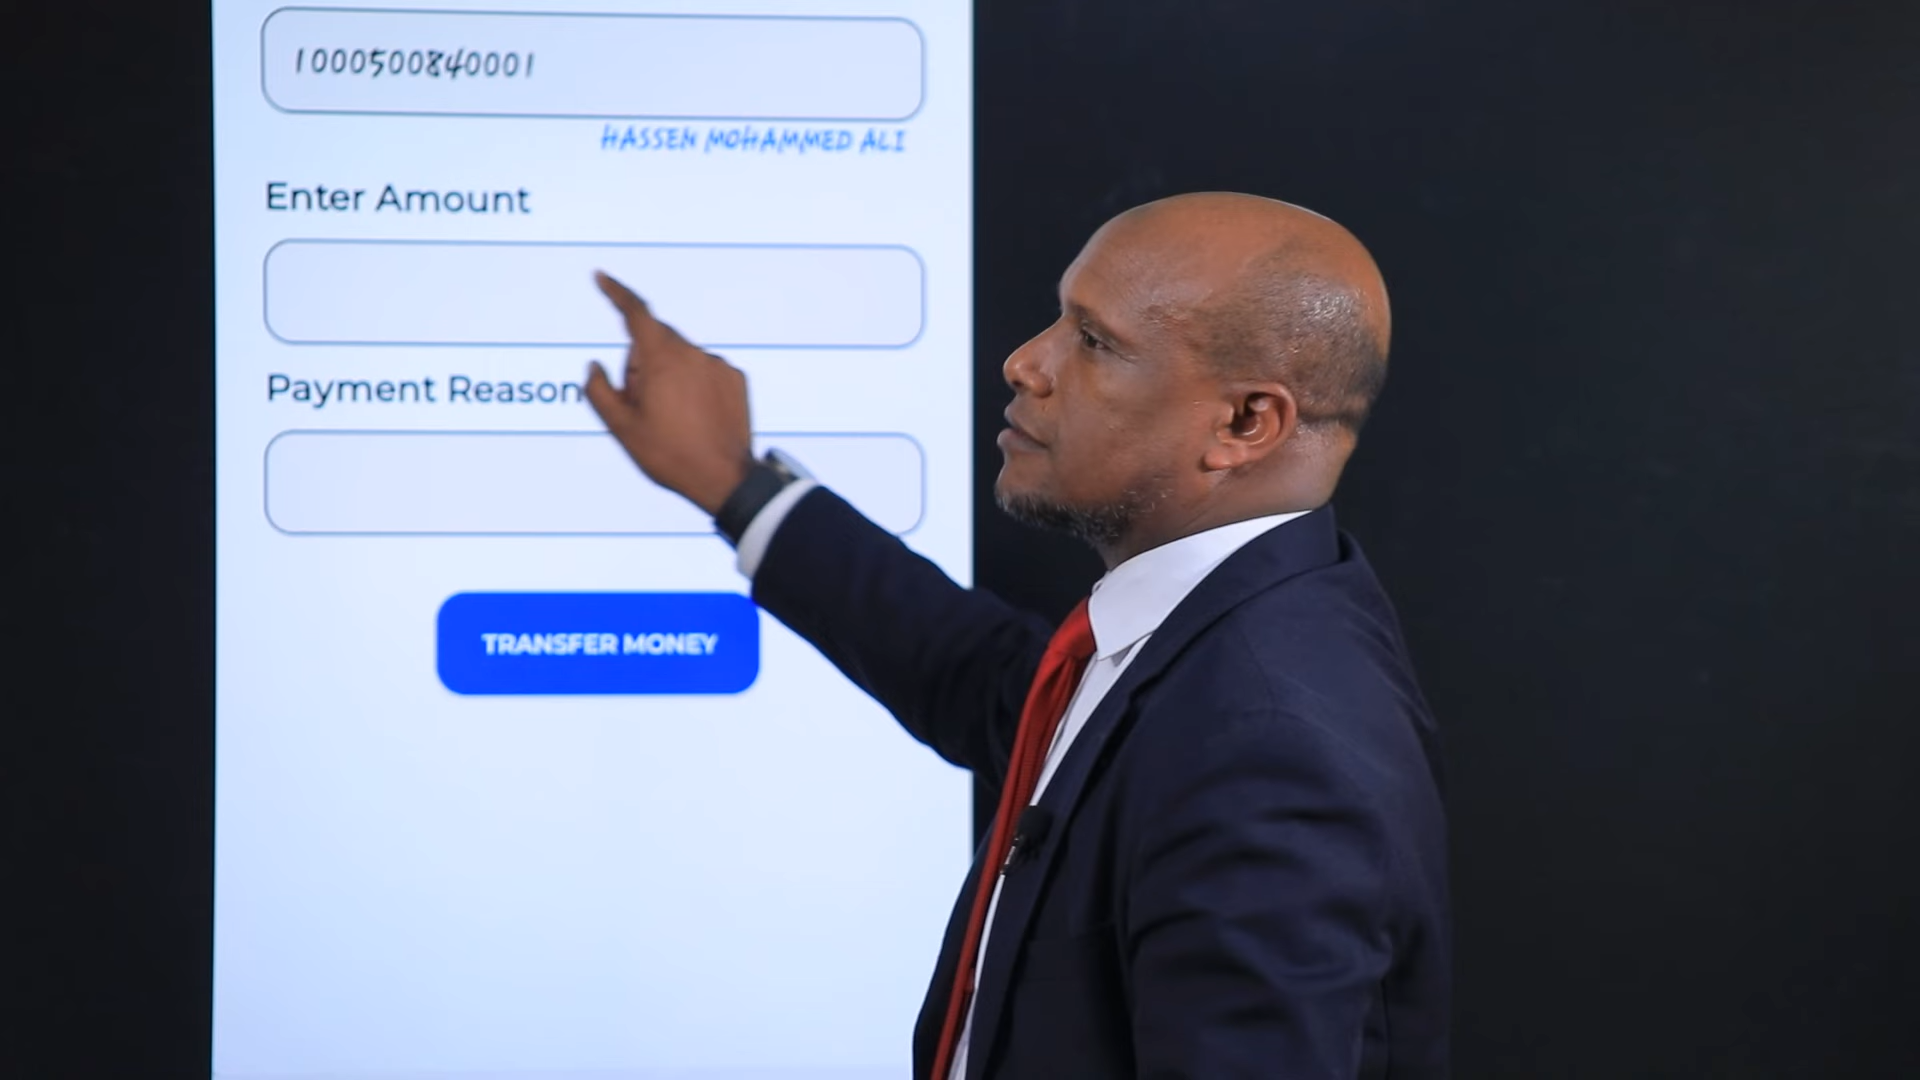 1000500840001
HASSEN MOHAMMED ALI
Enter Amount
Payment Reason
TRANSFER MONEY